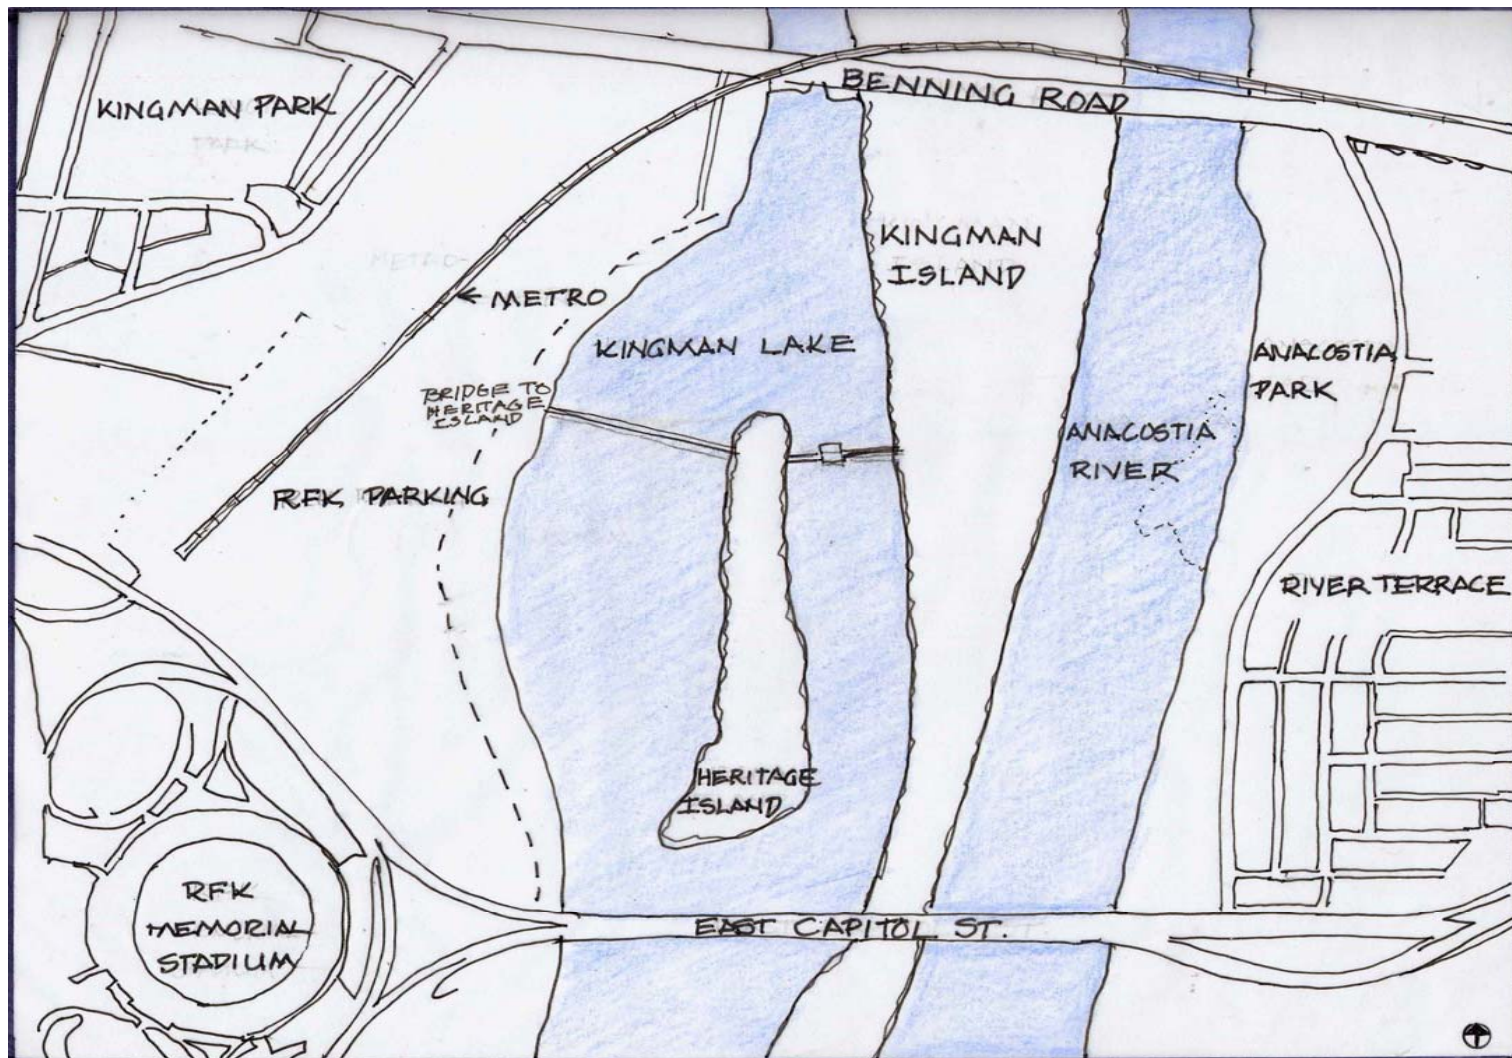 KINGMAN PARK
BENNING ROAD
KINGMAN
ISLAND
← METRO
KINGMAN LAKE
ANACOSTIA
PARK
BRIDGE TO
HERITAGE
ISLAND
ANACOSTIA
RIVER
RFK PARKING
RIVER TERRACE
HERITAGE
ISLAND
RFK
MEMORIAL
STADIUM
EAST CAPITOL ST.